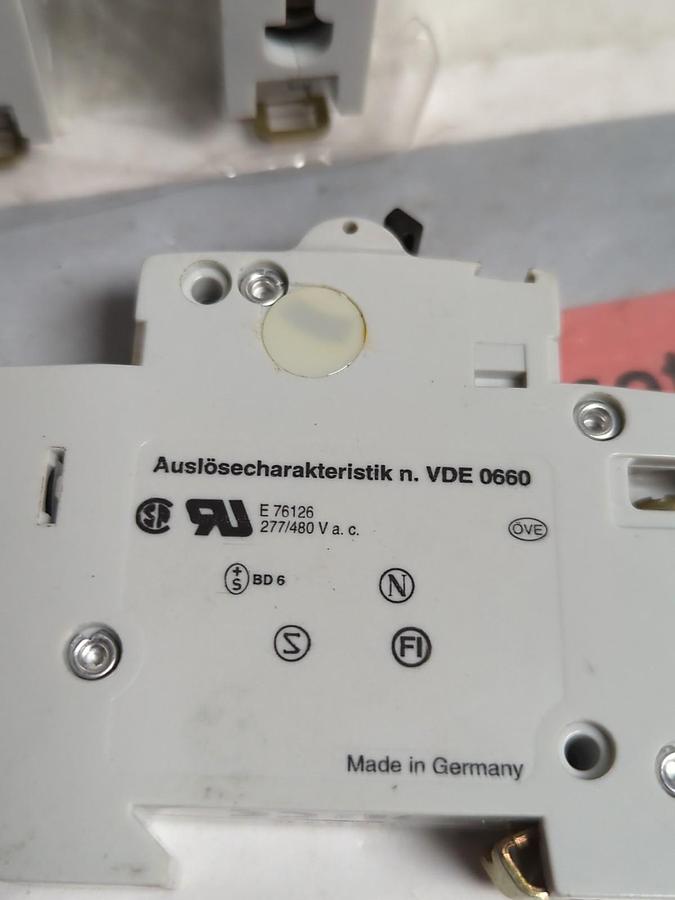 Auslösecharakteristik n. VDE 0660
E 76126
277/480 V a. c.
ÖVE
+S BD 6
N
S
FI
Made in Germany